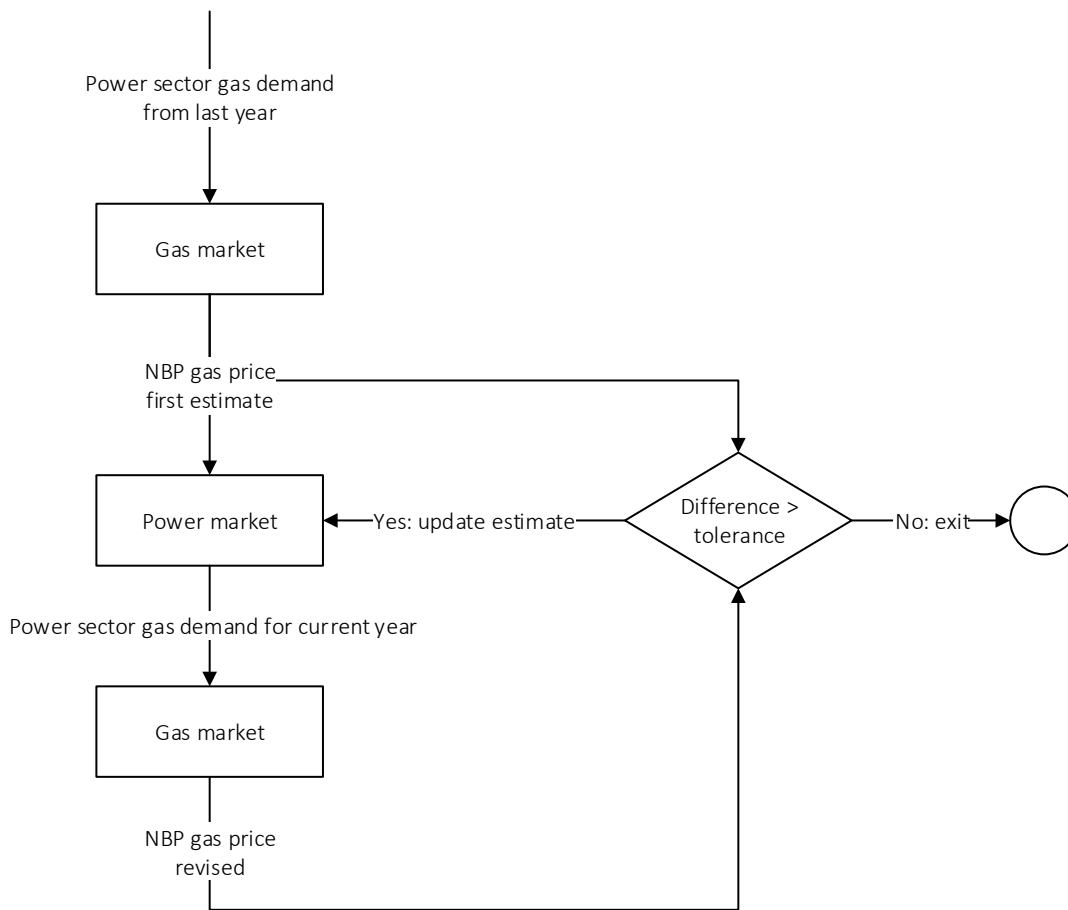 Power sector gas demand
from last year
Gas market
NBP gas price
first estimate
Power market
Yes: update estimate
Difference >
tolerance
No: exit
Power sector gas demand for current year
Gas market
NBP gas price
revised